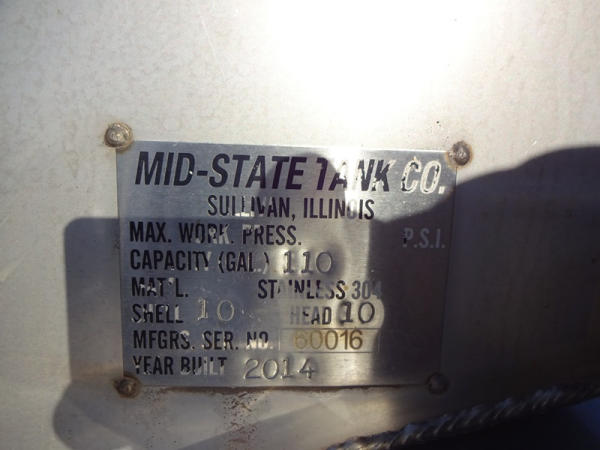 MID-STATE TANK CO.
SULLIVAN, ILLINOIS
MAX. WORK. PRESS. P.S.I.
CAPACITY (GAL.) 110
MAT'L. STAINLESS 304
SHELL 10 HEAD 10
MFGRS. SER. NO. 60016
YEAR BUILT 2014